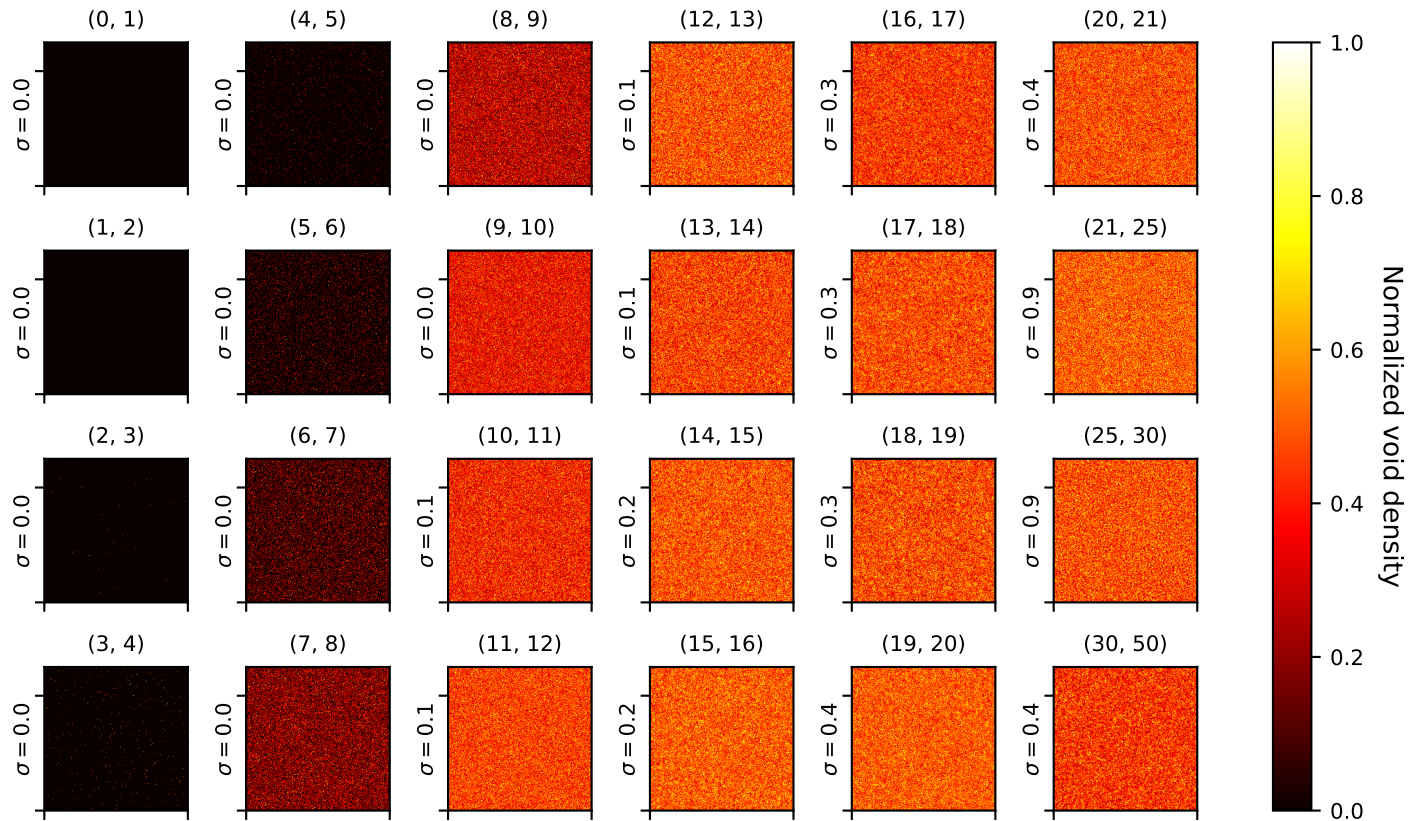 (0, 1)
(4, 5)
(8, 9)
(12, 13)
(16, 17)
(20, 21)
σ = 0.0
σ = 0.0
σ = 0.0
σ = 0.1
σ = 0.3
σ = 0.4
(1, 2)
(5, 6)
(9, 10)
(13, 14)
(17, 18)
(21, 25)
σ = 0.0
σ = 0.0
σ = 0.0
σ = 0.1
σ = 0.3
σ = 0.9
(2, 3)
(6, 7)
(10, 11)
(14, 15)
(18, 19)
(25, 30)
σ = 0.0
σ = 0.0
σ = 0.1
σ = 0.2
σ = 0.3
σ = 0.9
(3, 4)
(7, 8)
(11, 12)
(15, 16)
(19, 20)
(30, 50)
σ = 0.0
σ = 0.0
σ = 0.1
σ = 0.2
σ = 0.4
σ = 0.4
1.0
0.8
0.6
0.4
0.2
0.0
Normalized void density